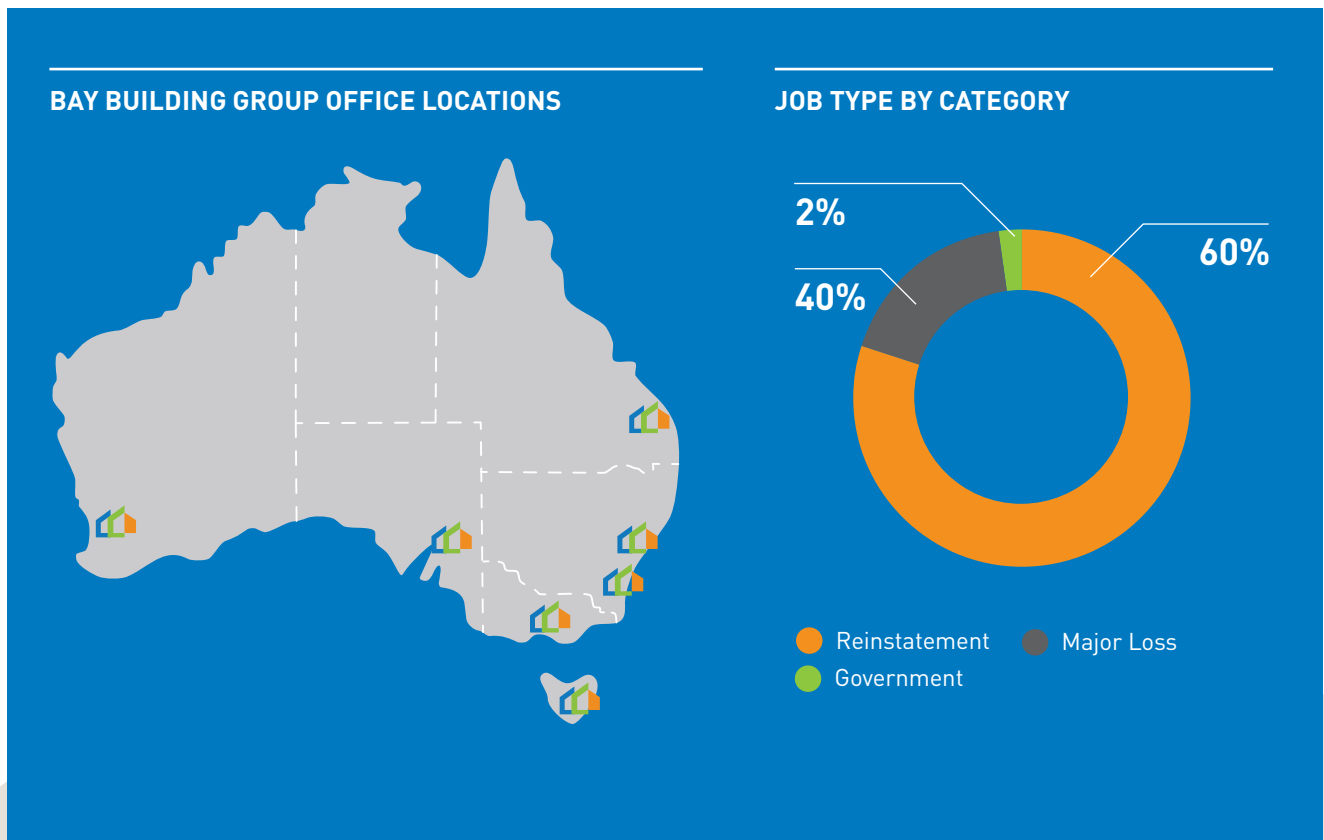 BAY BUILDING GROUP OFFICE LOCATIONS
JOB TYPE BY CATEGORY
2%
60%
40%
Reinstatement
Major Loss
Government